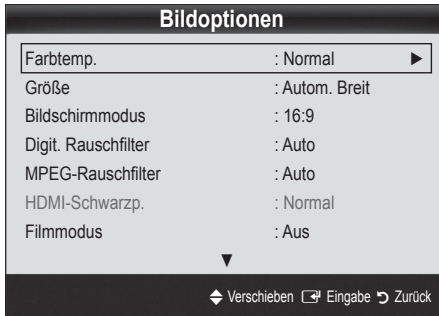 Bildoptionen
Farbtemp. : Normal ►
Größe : Autom. Breit
Bildschirmmodus : 16:9
Digit. Rauschfilter : Auto
MPEG-Rauschfilter : Auto
HDMI-Schwarzp. : Normal
Filmmodus : Aus
▼
Verschieben Eingabe Zurück